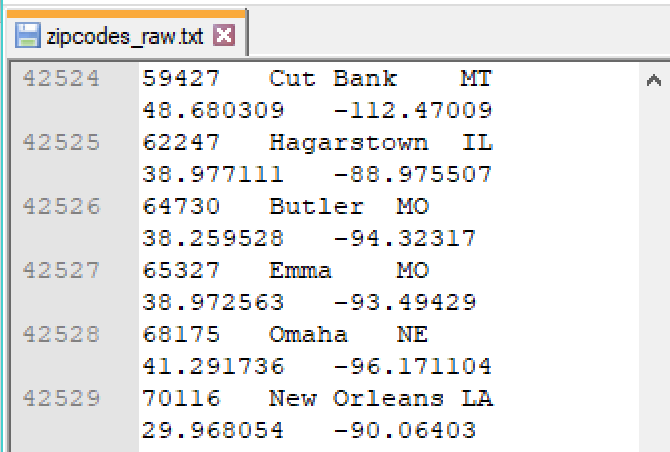 zipcodes_raw.txt
42524 59427 Cut Bank MT
48.680309 -112.47009
42525 62247 Hagarstown IL
38.977111 -88.975507
42526 64730 Butler MO
38.259528 -94.32317
42527 65327 Emma MO
38.972563 -93.49429
42528 68175 Omaha NE
41.291736 -96.171104
42529 70116 New Orleans LA
29.968054 -90.06403